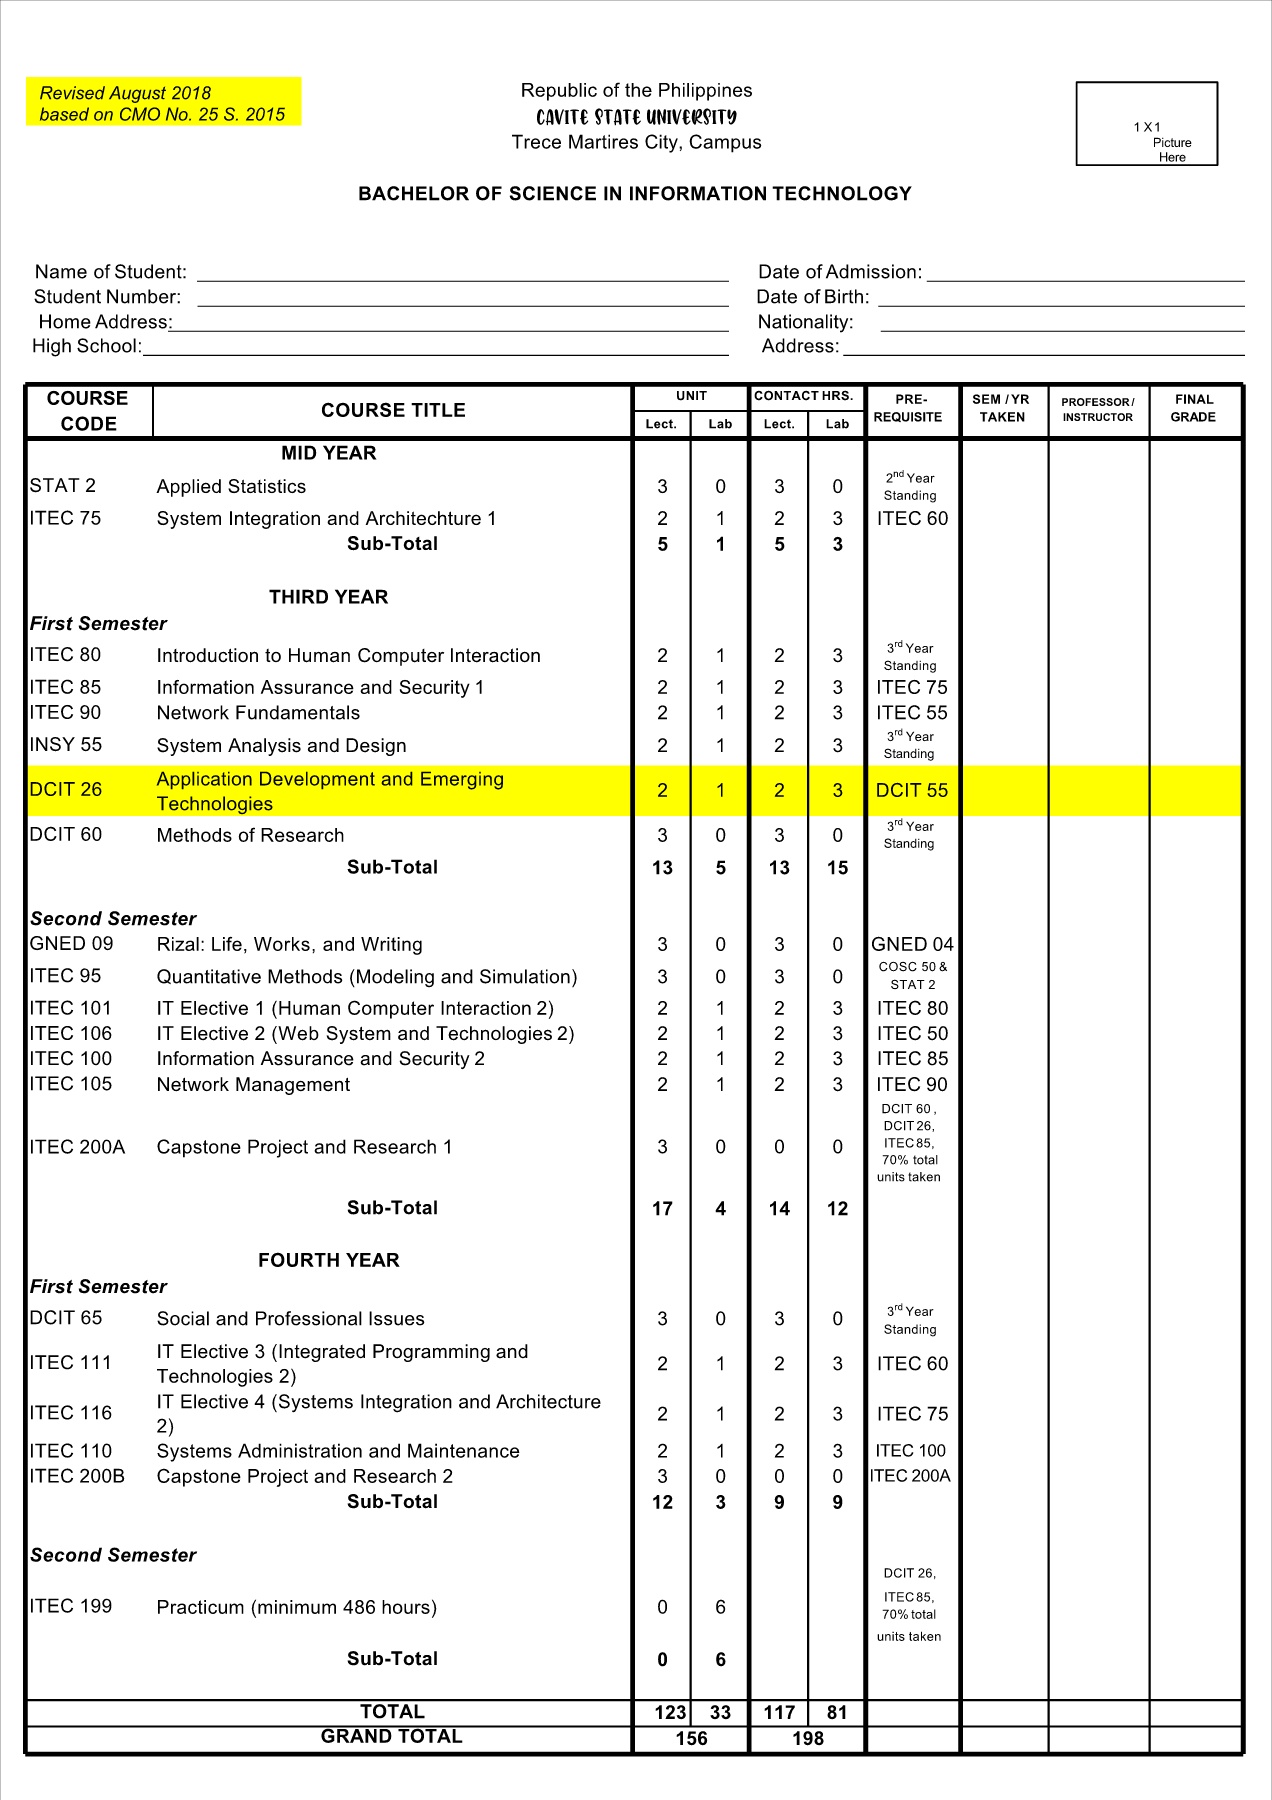 Revised August 2018
based on CMO No. 25 S. 2015
Republic of the Philippines
CAVITE STATE UNIVERSITY
Trece Martires City, Campus
1 X 1
Picture
Here
BACHELOR OF SCIENCE IN INFORMATION TECHNOLOGY
Name of Student: Date of Admission:
Student Number: Date of Birth:
Home Address: Nationality:
High School: Address:
COURSE CODE COURSE TITLE UNIT Lect. Lab CONTACT HRS. Lect. Lab PRE-REQUISITE SEM / YR TAKEN PROFESSOR / INSTRUCTOR FINAL GRADE
MID YEAR
STAT 2 Applied Statistics 3 0 3 0 2nd Year Standing
ITEC 75 System Integration and Architechture 1 2 1 2 3 ITEC 60
Sub-Total 5 1 5 3
THIRD YEAR
First Semester
ITEC 80 Introduction to Human Computer Interaction 2 1 2 3 3rd Year Standing
ITEC 85 Information Assurance and Security 1 2 1 2 3 ITEC 75
ITEC 90 Network Fundamentals 2 1 2 3 ITEC 55
INSY 55 System Analysis and Design 2 1 2 3 3rd Year Standing
DCIT 26 Application Development and Emerging Technologies 2 1 2 3 DCIT 55
DCIT 60 Methods of Research 3 0 3 0 3rd Year Standing
Sub-Total 13 5 13 15
Second Semester
GNED 09 Rizal: Life, Works, and Writing 3 0 3 0 GNED 04
ITEC 95 Quantitative Methods (Modeling and Simulation) 3 0 3 0 COSC 50 & STAT 2
ITEC 101 IT Elective 1 (Human Computer Interaction 2) 2 1 2 3 ITEC 80
ITEC 106 IT Elective 2 (Web System and Technologies 2) 2 1 2 3 ITEC 50
ITEC 100 Information Assurance and Security 2 2 1 2 3 ITEC 85
ITEC 105 Network Management 2 1 2 3 ITEC 90
ITEC 200A Capstone Project and Research 1 3 0 0 0 DCIT 60 , DCIT 26, ITEC 85, 70% total units taken
Sub-Total 17 4 14 12
FOURTH YEAR
First Semester
DCIT 65 Social and Professional Issues 3 0 3 0 3rd Year Standing
ITEC 111 IT Elective 3 (Integrated Programming and Technologies 2) 2 1 2 3 ITEC 60
ITEC 116 IT Elective 4 (Systems Integration and Architecture 2) 2 1 2 3 ITEC 75
ITEC 110 Systems Administration and Maintenance 2 1 2 3 ITEC 100
ITEC 200B Capstone Project and Research 2 3 0 0 0 ITEC 200A
Sub-Total 12 3 9 9
Second Semester
ITEC 199 Practicum (minimum 486 hours) 0 6 DCIT 26, ITEC 85, 70% total units taken
Sub-Total 0 6
TOTAL 123 33 117 81
GRAND TOTAL 156 198